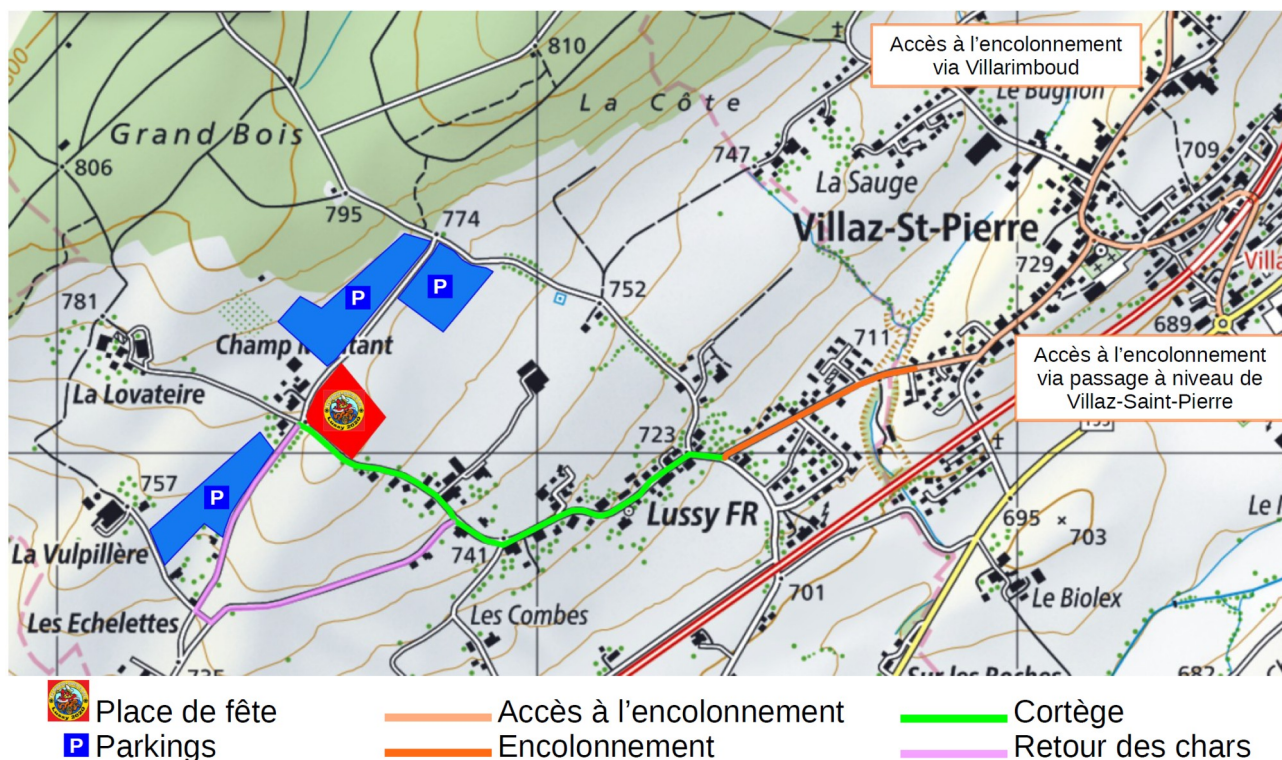 810
Accès à l'encolonnement
via Villarimboud
Le Bugnon
La Côte
Grand Bois
806
747
709
La Sauge
795
774
Villaz-St-Pierre
729
752
781
711
689
Champ
Accès à l'encolonnement
via passage à niveau de
Villaz-Saint-Pierre
La Lovateire
P
P
723
757
P
Lussy FR
695
703
La Vulpillère
741
701
Le Biolex
Les Combes
Les Echelettes
682
Place de fête
Accès à l'encolonnement
Cortège
P Parkings
Encolonnement
Retour des chars